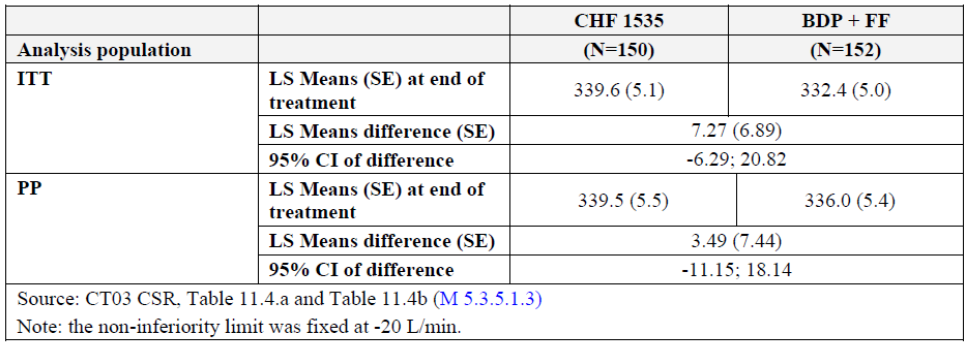 CHF 1535 BDP + FF
Analysis population (N=150) (N=152)
ITT LS Means (SE) at end of
treatment 339.6 (5.1) 332.4 (5.0)
LS Means difference (SE) 7.27 (6.89)
95% CI of difference -6.29; 20.82
PP LS Means (SE) at end of
treatment 339.5 (5.5) 336.0 (5.4)
LS Means difference (SE) 3.49 (7.44)
95% CI of difference -11.15; 18.14
Source: CT03 CSR, Table 11.4.a and Table 11.4b (M 5.3.5.1.3)
Note: the non-inferiority limit was fixed at -20 L/min.